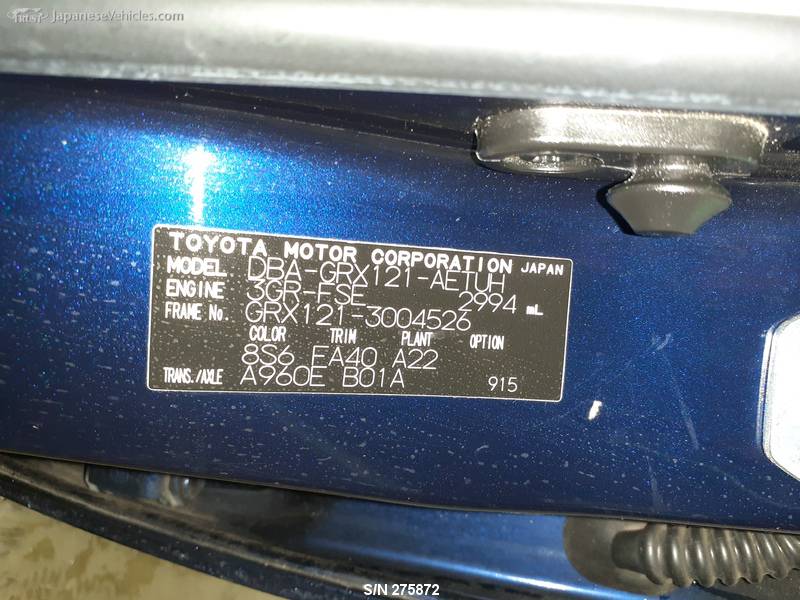 TRUST JapaneseVehicles.com
TOYOTA MOTOR CORPORATION JAPAN
MODEL DBA-GRX121-AETUH
ENGINE 3GR-FSE 2994 mL
FRAME No. GRX121-3004526
COLOR TRIM PLANT OPTION
8S6 FA40 A22
TRANS./AXLE A960E B01A 915
S/N 275872